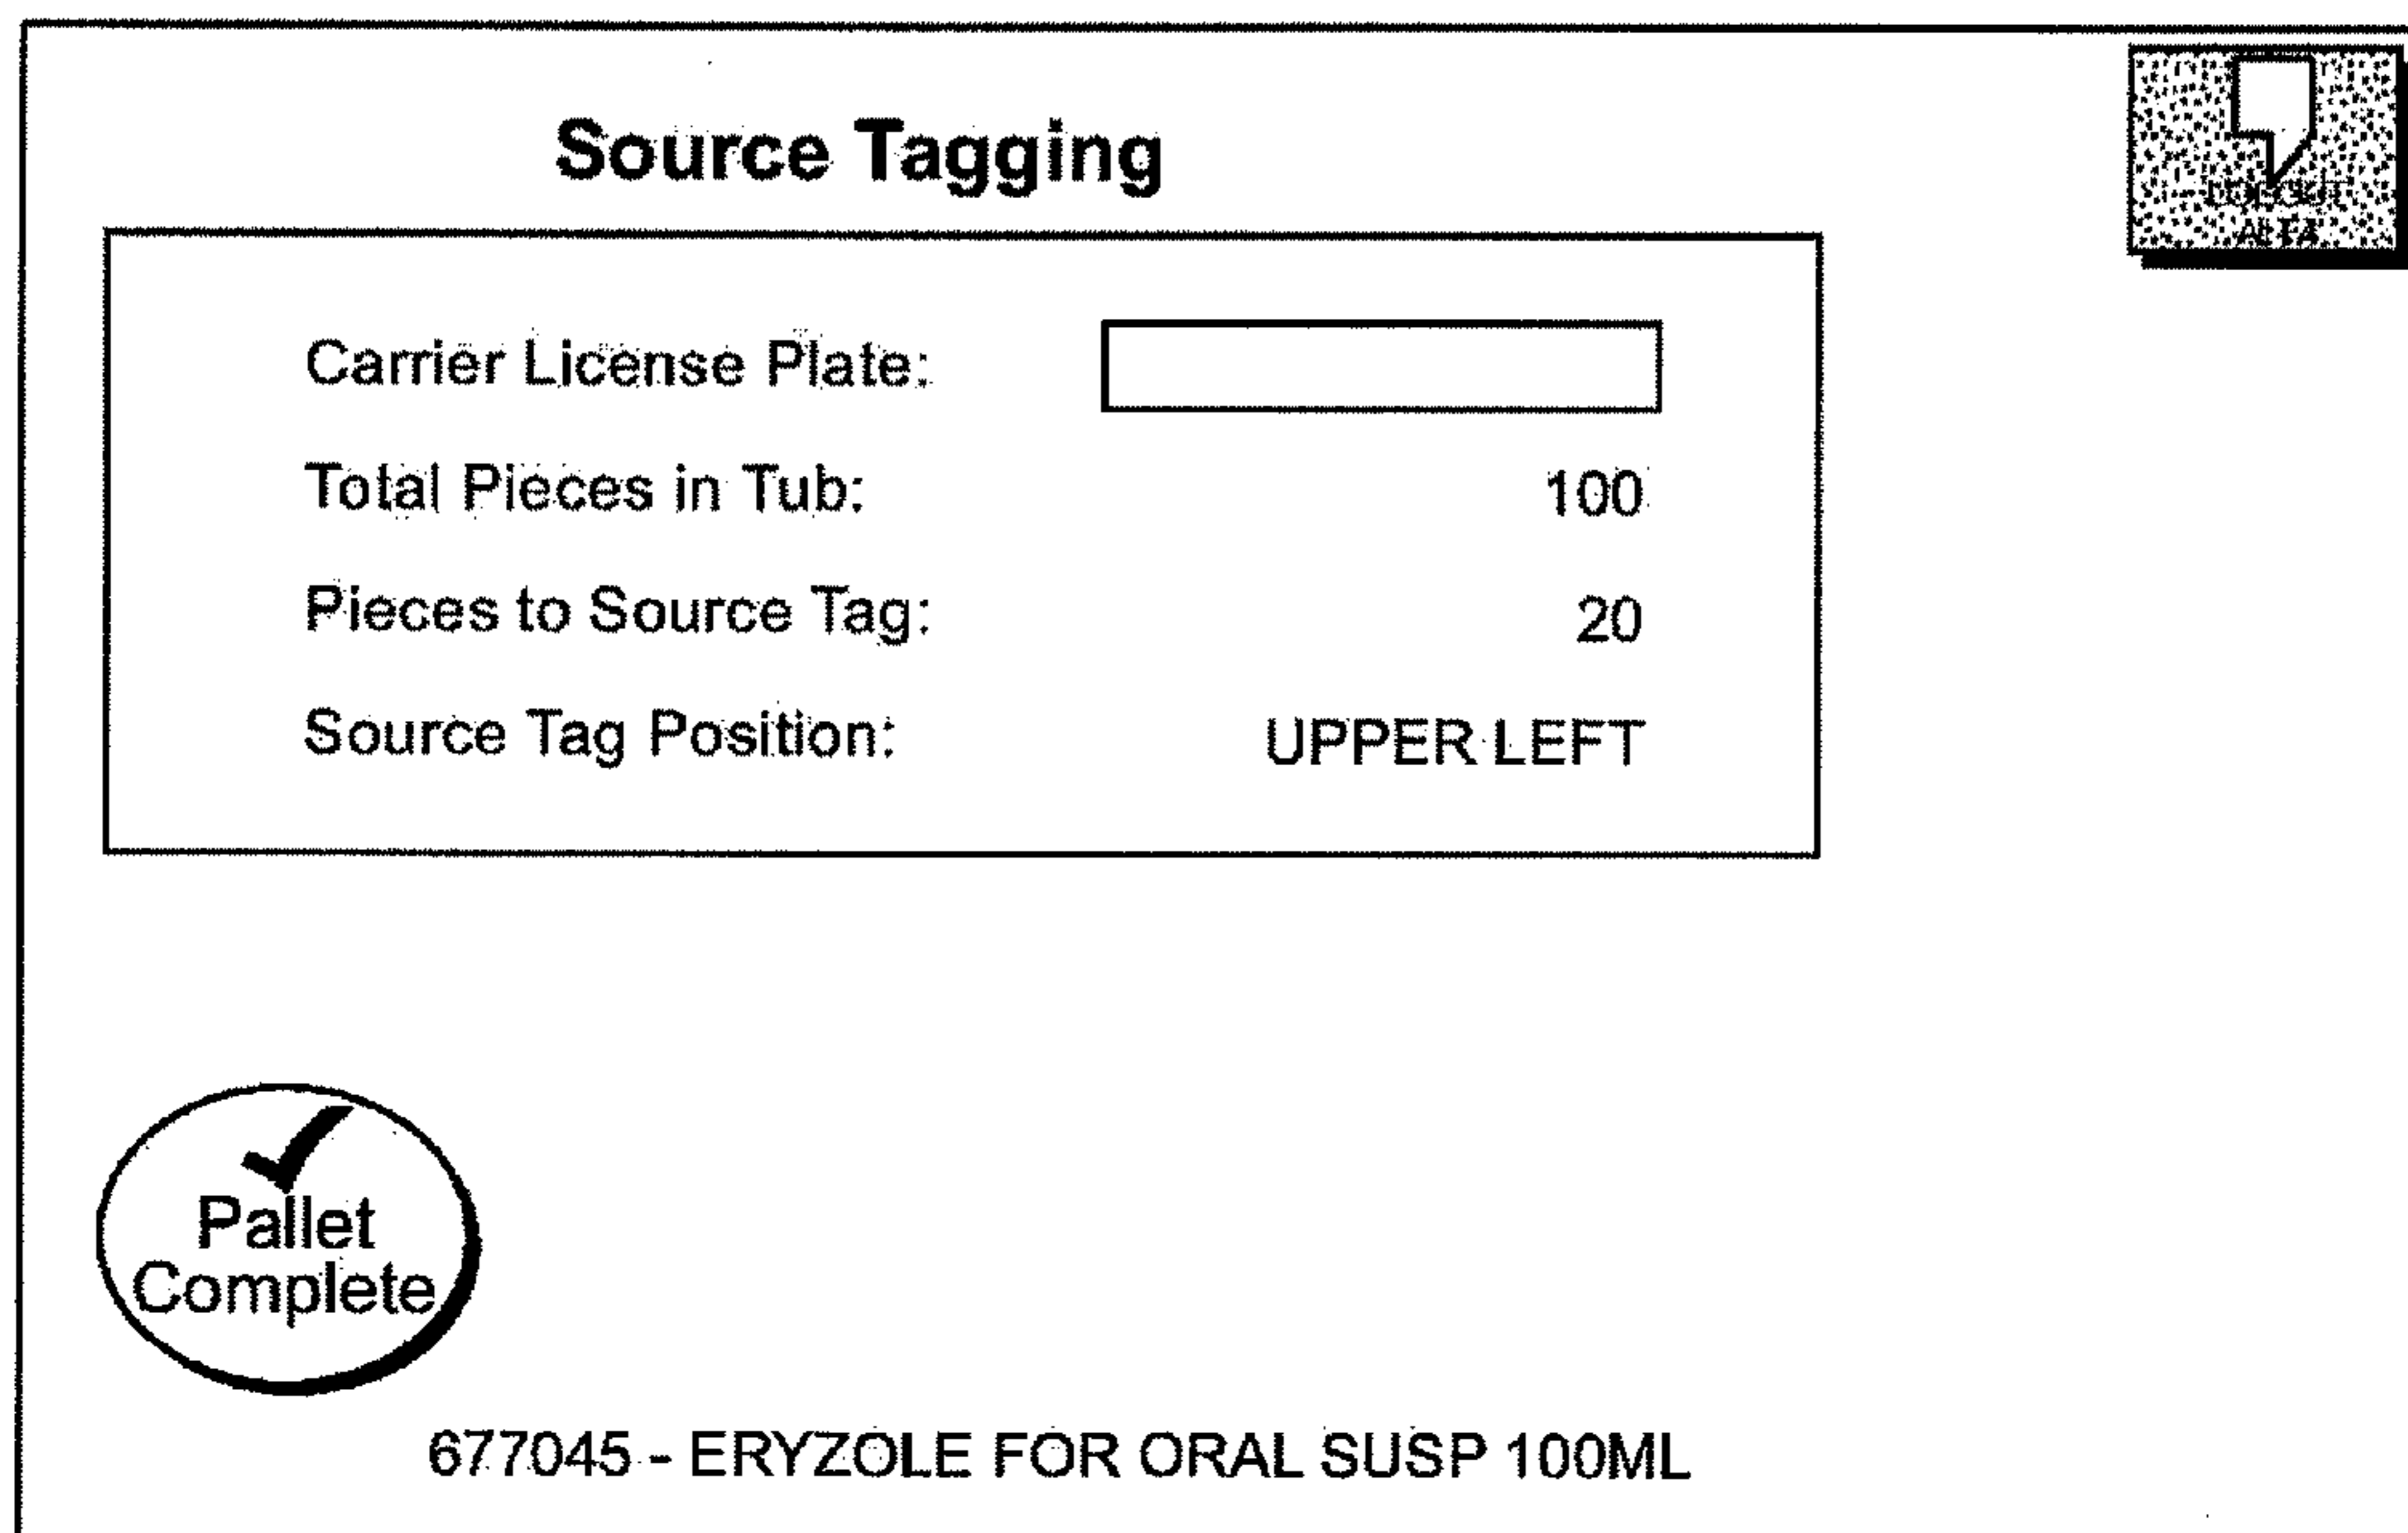 Source Tagging
Carrier License Plate:
Total Pieces in Tub: 100
Pieces to Source Tag: 20
Source Tag Position: UPPER LEFT
Pallet
Complete
677045 - ERYZOLE FOR ORAL SUSP 100ML